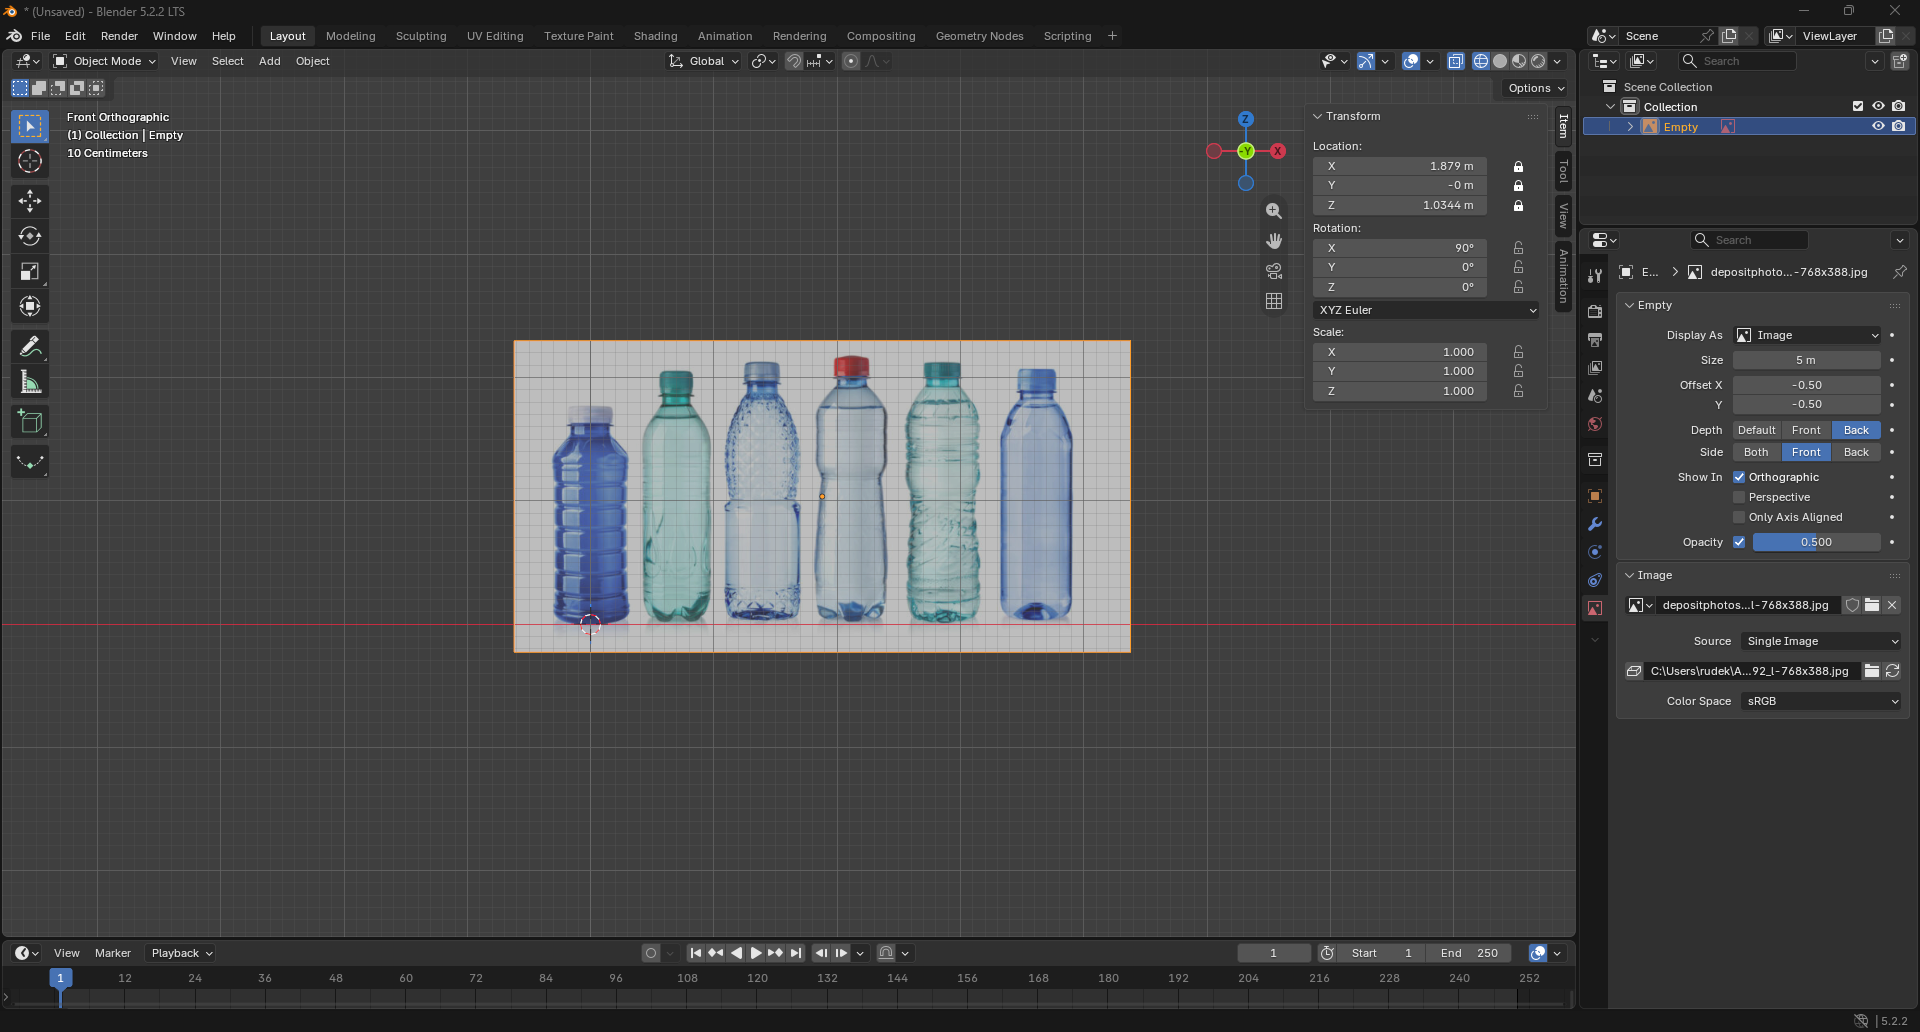 * (Unsaved) - Blender 5.2.2 LTS
File Edit Render Window Help Layout Modeling Sculpting UV Editing Texture Paint Shading Animation Rendering Compositing Geometry Nodes Scripting + Scene ViewLayer
Object Mode View Select Add Object Global Search
Options
Front Orthographic
(1) Collection | Empty
10 Centimeters
Z
-Y
X
Transform
Location:
X 1.879 m
Y -0 m
Z 1.0344 m
Rotation:
X 90°
Y 0°
Z 0°
XYZ Euler
Scale:
X 1.000
Y 1.000
Z 1.000
Item
Tool
View
Animation
Scene Collection
Collection
Empty
Search
E... depositphoto...-768x388.jpg
Empty
Display As Image
Size 5 m
Offset X -0.50
Y -0.50
Depth Default Front Back
Side Both Front Back
Show In Orthographic
Perspective
Only Axis Aligned
Opacity 0.500
Image
depositphotos...l-768x388.jpg
Source Single Image
C:\Users\rudek\A...92_l-768x388.jpg
Color Space sRGB
View Marker Playback 1 Start 1 End 250
1 12 24 36 48 60 72 84 96 108 120 132 144 156 168 180 192 204 216 228 240 252
5.2.2